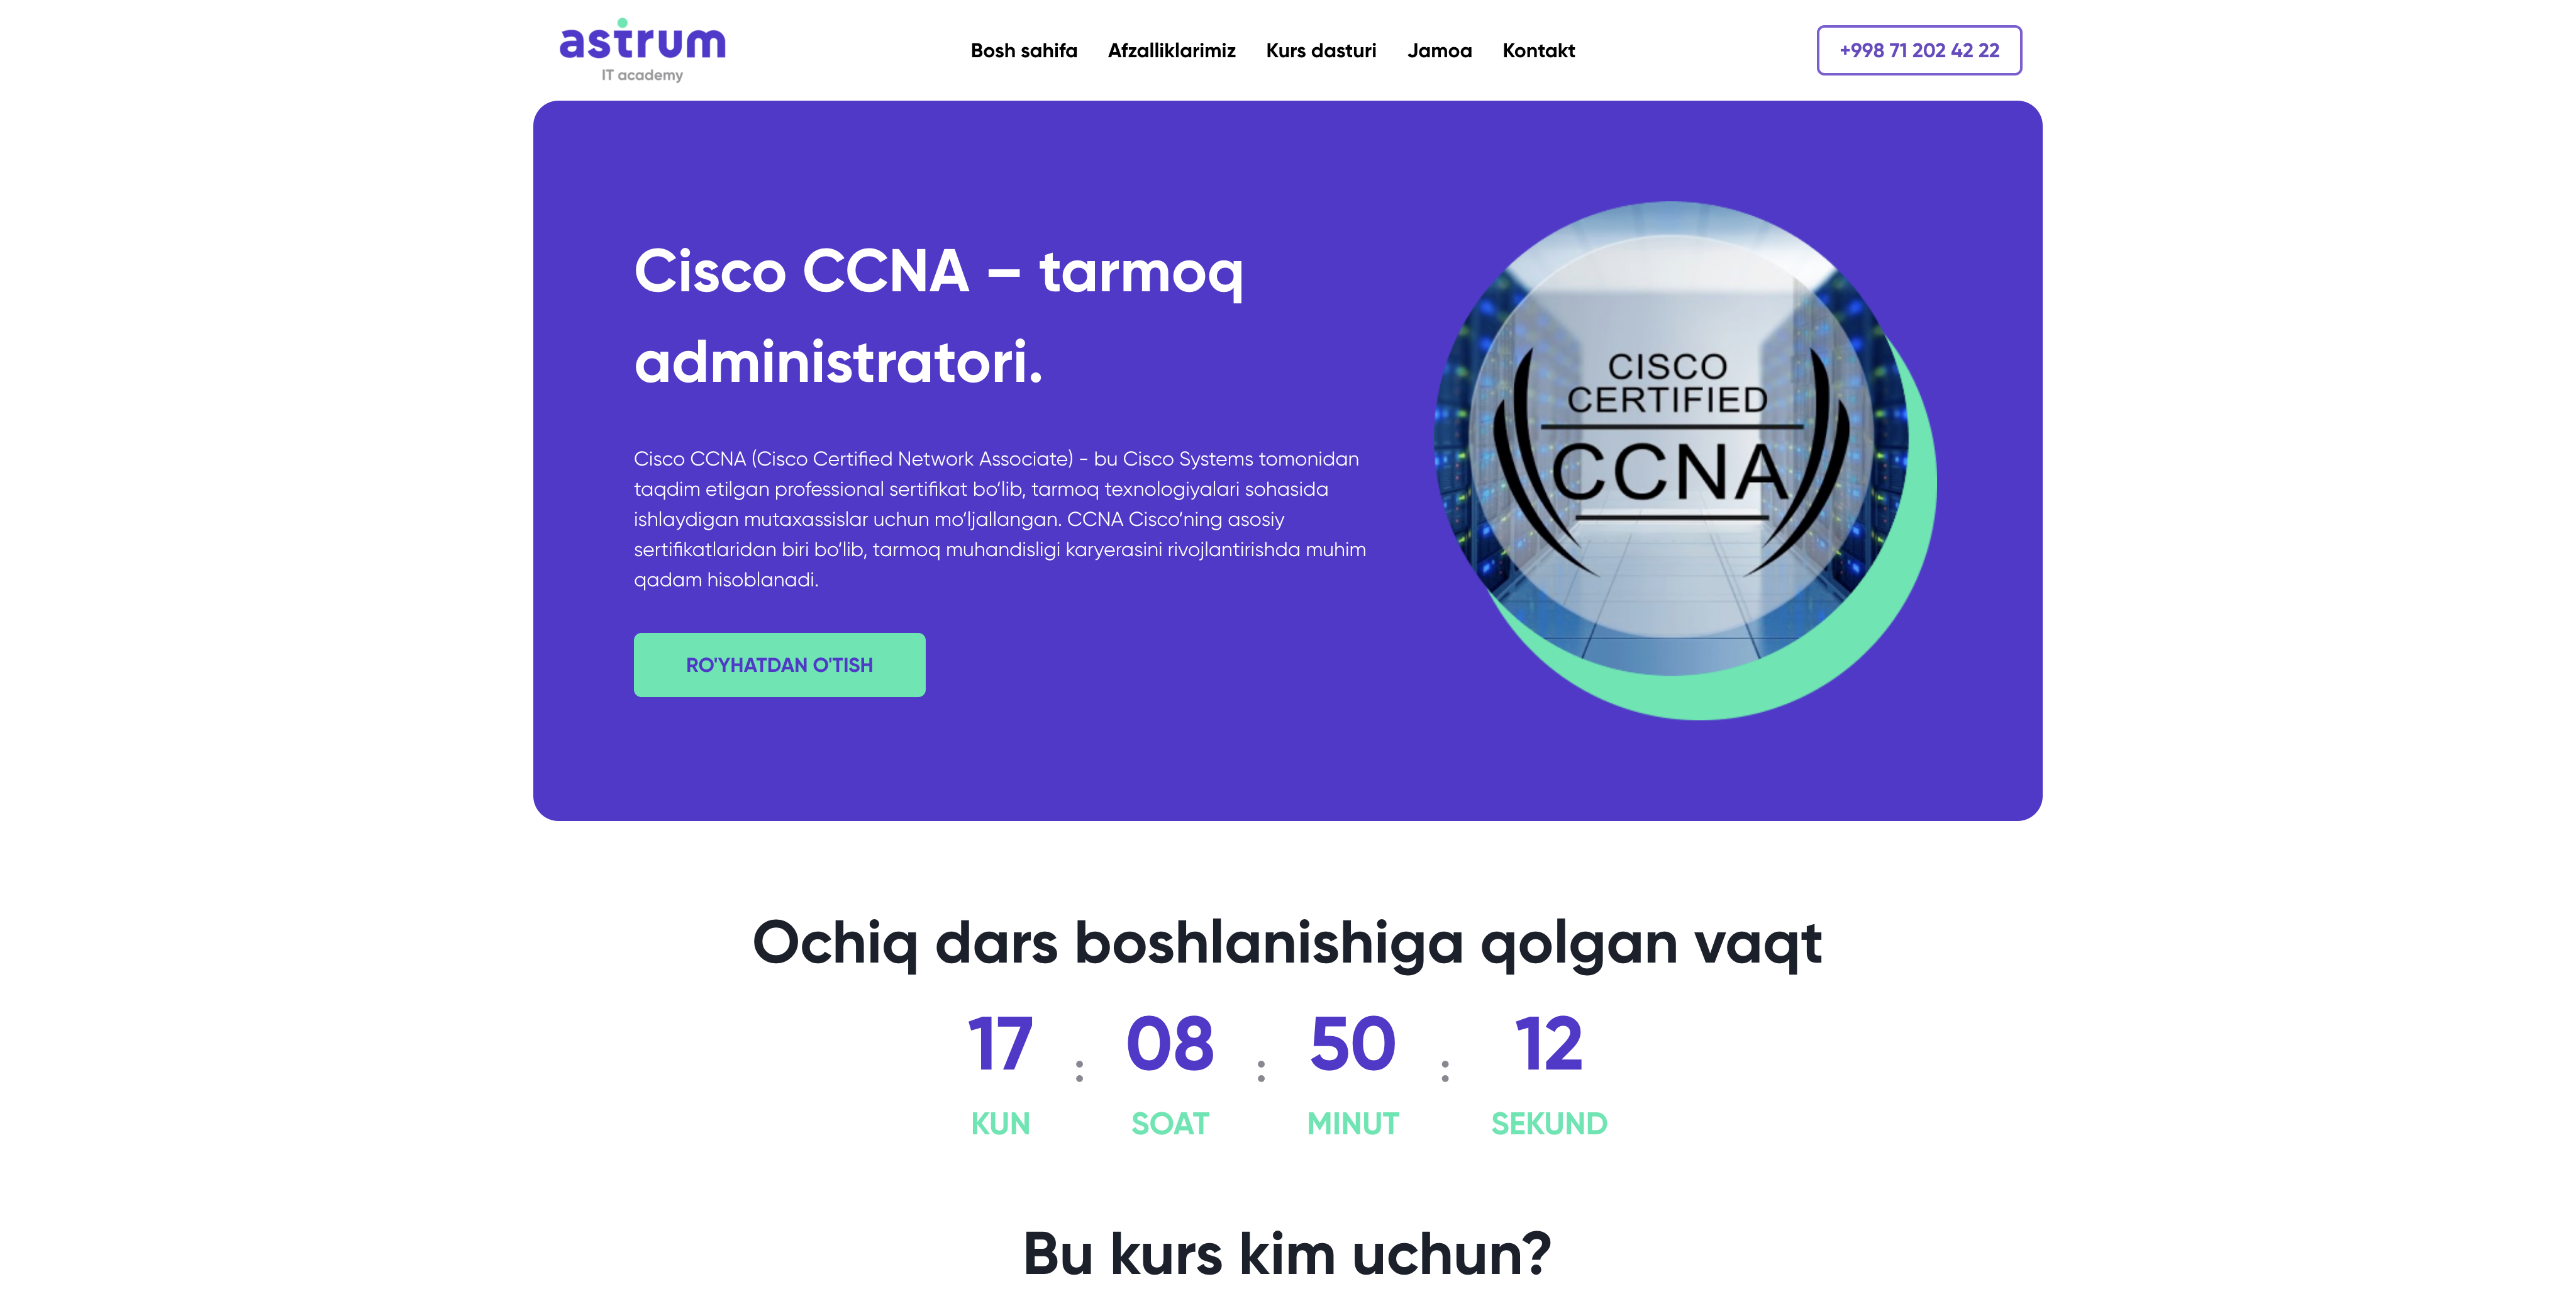 astrum
IT academy
Bosh sahifa Afzalliklarimiz Kurs dasturi Jamoa Kontakt
+998 71 202 42 22
Cisco CCNA – tarmoq
administratori.
Cisco CCNA (Cisco Certified Network Associate) - bu Cisco Systems tomonidan
taqdim etilgan professional sertifikat bo‘lib, tarmoq texnologiyalari sohasida
ishlaydigan mutaxassislar uchun mo‘ljallangan. CCNA Cisco’ning asosiy
sertifikatlaridan biri bo‘lib, tarmoq muhandisligi karyerasini rivojlantirishda muhim
qadam hisoblanadi.
RO'YHATDAN O'TISH
CISCO
CERTIFIED
CCNA
Ochiq dars boshlanishiga qolgan vaqt
17 : 08 : 50 : 12
KUN SOAT MINUT SEKUND
Bu kurs kim uchun?